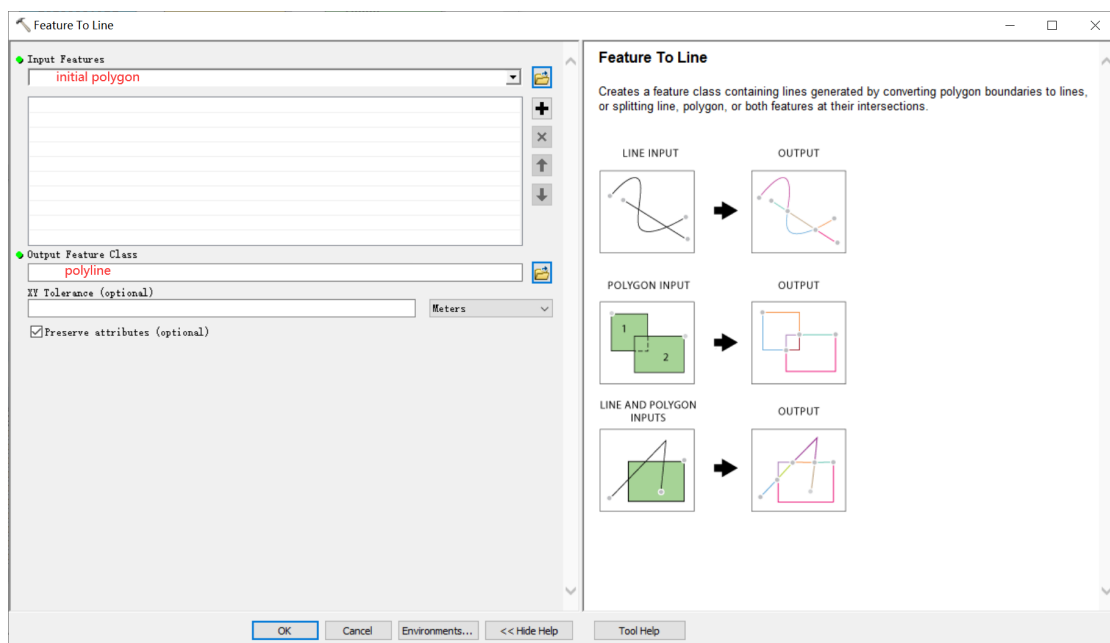 Feature To Line
Input Features
initial polygon
Output Feature Class
polyline
XY Tolerance (optional)
Meters
Preserve attributes (optional)
OK
Cancel
Environments...
<< Hide Help
Feature To Line
Creates a feature class containing lines generated by converting polygon boundaries to lines,
or splitting line, polygon, or both features at their intersections.
LINE INPUT
OUTPUT
POLYGON INPUT
OUTPUT
1
2
LINE AND POLYGON
INPUTS
OUTPUT
Tool Help